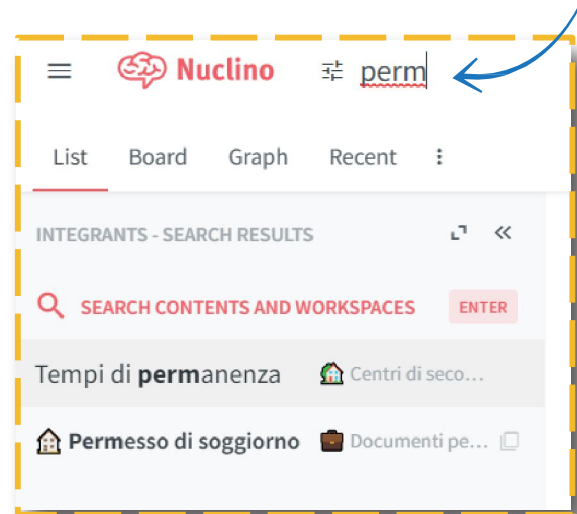 Nuclino perm
List Board Graph Recent
INTEGRANTS - SEARCH RESULTS
SEARCH CONTENTS AND WORKSPACES ENTER
Tempi di permanenza Centri di seco...
Permesso di soggiorno Documenti pe...